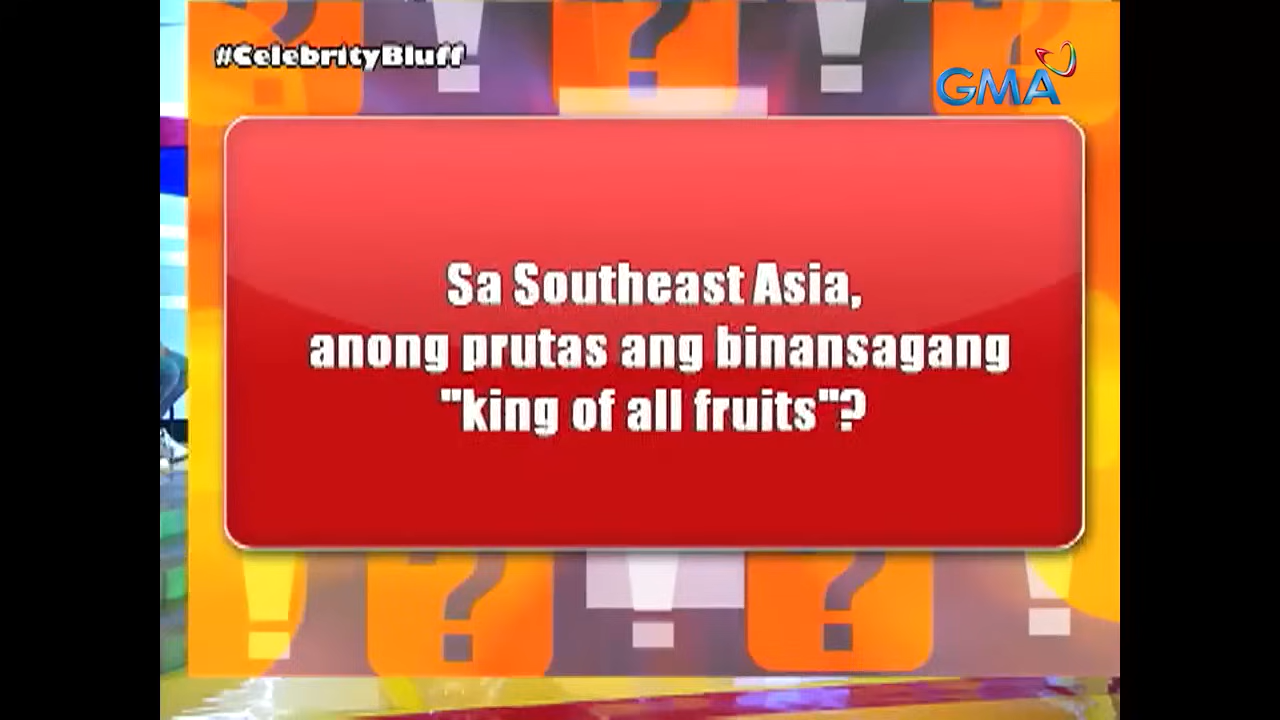 #CelebrityBluff
GMA
Sa Southeast Asia,
anong prutas ang binansagang
"king of all fruits"?